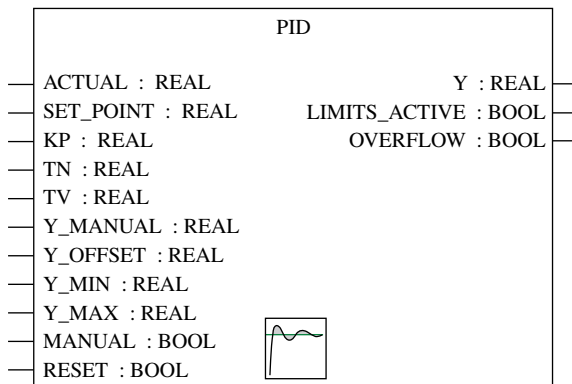 PID
ACTUAL : REAL
SET_POINT : REAL
KP : REAL
TN : REAL
TV : REAL
Y_MANUAL : REAL
Y_OFFSET : REAL
Y_MIN : REAL
Y_MAX : REAL
MANUAL : BOOL
RESET : BOOL
Y : REAL
LIMITS_ACTIVE : BOOL
OVERFLOW : BOOL